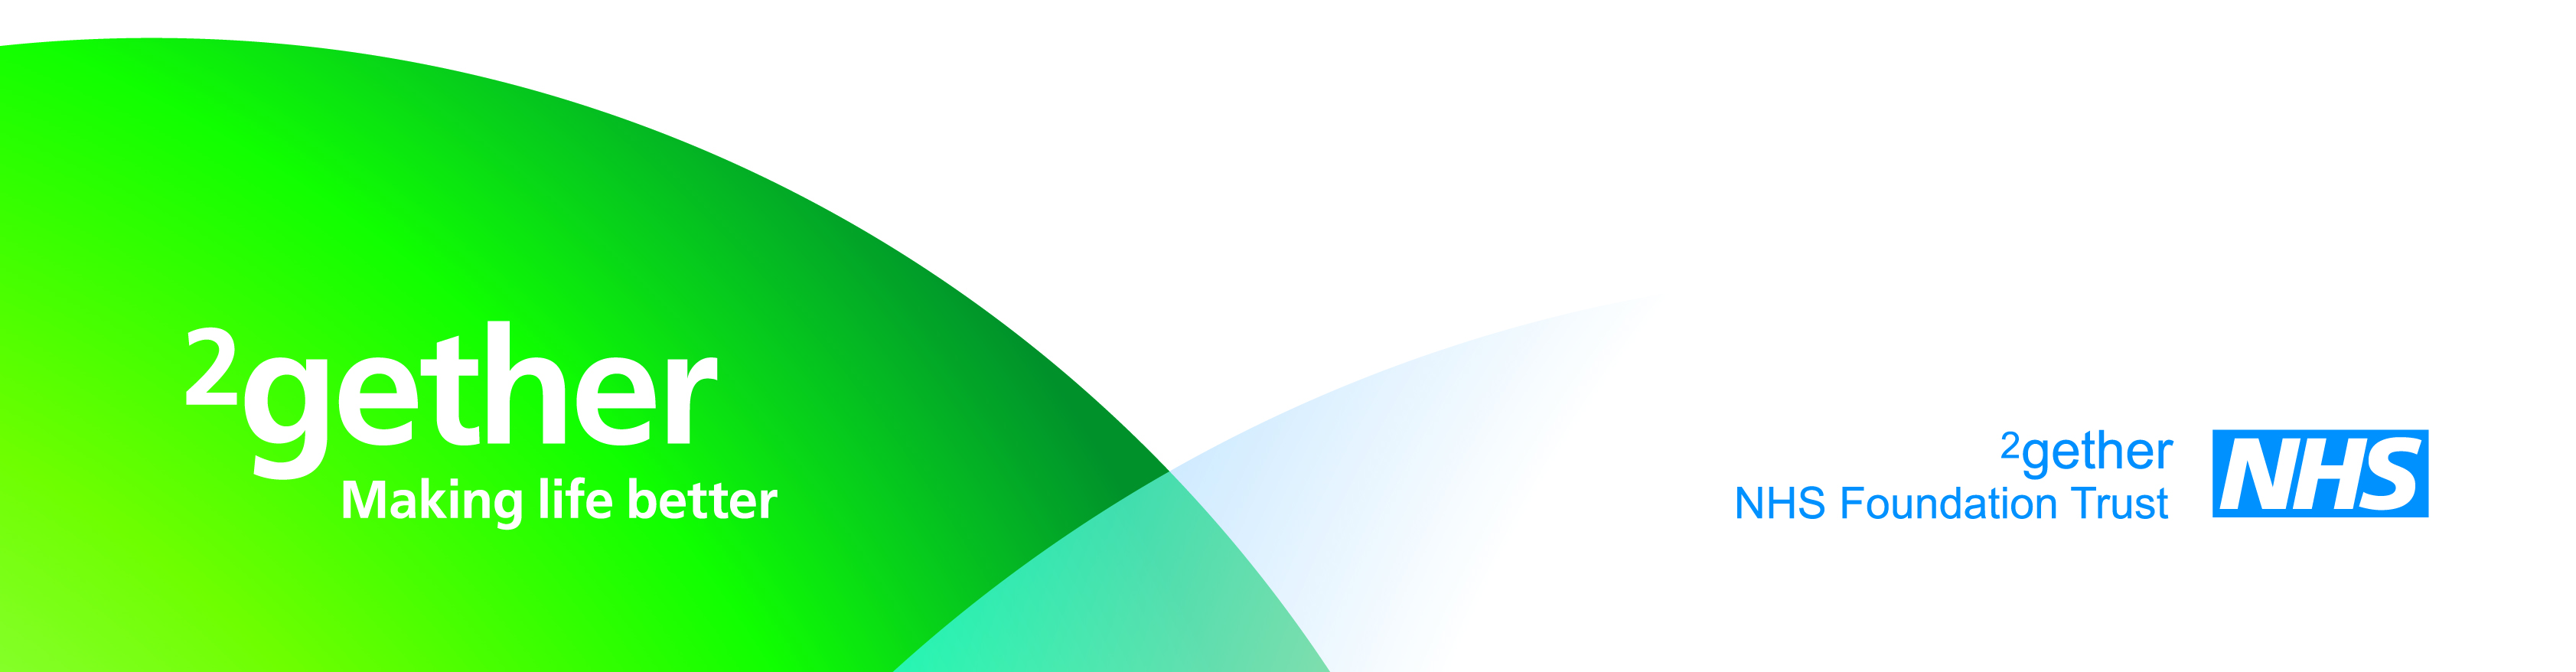 ²gether
Making life better
²gether
NHS Foundation Trust
NHS